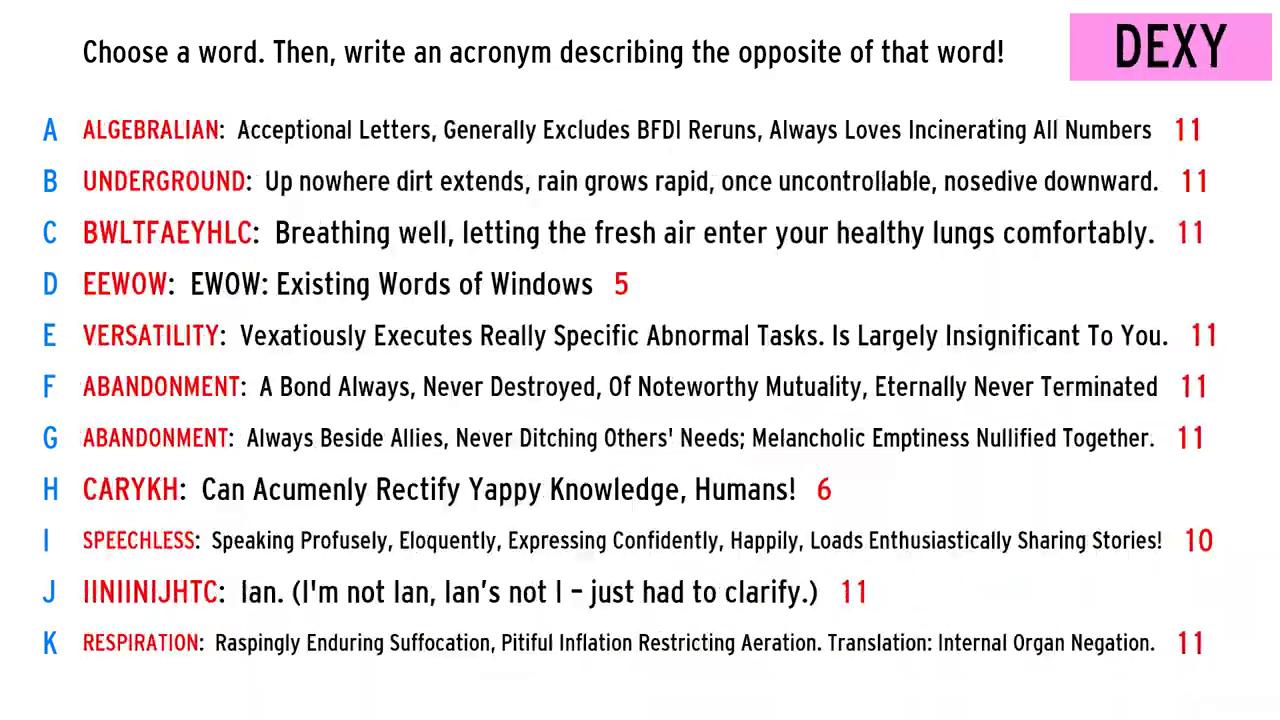 Choose a word. Then, write an acronym describing the opposite of that word!
DEXY
A ALGEBRALIAN: Acceptional Letters, Generally Excludes BFDI Reruns, Always Loves Incinerating All Numbers 11
B UNDERGROUND: Up nowhere dirt extends, rain grows rapid, once uncontrollable, nosedive downward. 11
C BWLTFAEYHLC: Breathing well, letting the fresh air enter your healthy lungs comfortably. 11
D EEWOW: EWOW: Existing Words of Windows 5
E VERSATILITY: Vexatiously Executes Really Specific Abnormal Tasks. Is Largely Insignificant To You. 11
F ABANDONMENT: A Bond Always, Never Destroyed, Of Noteworthy Mutuality, Eternally Never Terminated 11
G ABANDONMENT: Always Beside Allies, Never Ditching Others' Needs; Melancholic Emptiness Nullified Together. 11
H CARYKH: Can Acumenly Rectify Yappy Knowledge, Humans! 6
I SPEECHLESS: Speaking Profusely, Eloquently, Expressing Confidently, Happily, Loads Enthusiastically Sharing Stories! 10
J IINIINIJHTC: Ian. (I'm not Ian, Ian’s not I – just had to clarify.) 11
K RESPIRATION: Raspingly Enduring Suffocation, Pitiful Inflation Restricting Aeration. Translation: Internal Organ Negation. 11